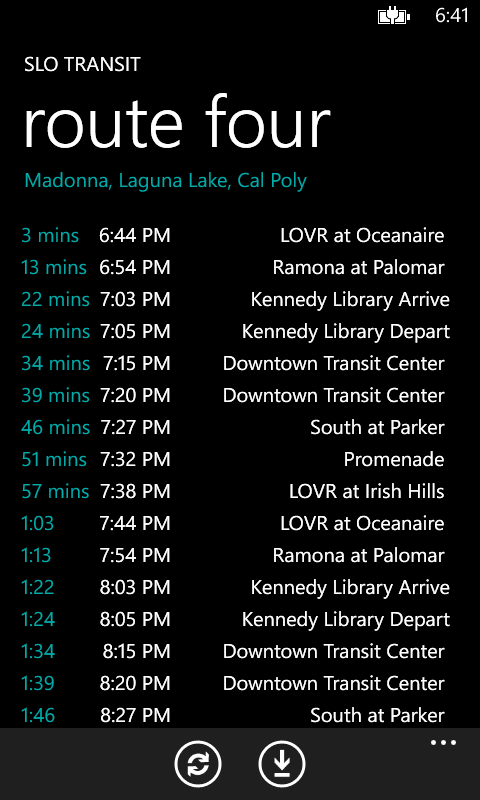 6:41
SLO TRANSIT
route four
Madonna, Laguna Lake, Cal Poly
3 mins 6:44 PM LOVR at Oceanaire
13 mins 6:54 PM Ramona at Palomar
22 mins 7:03 PM Kennedy Library Arrive
24 mins 7:05 PM Kennedy Library Depart
34 mins 7:15 PM Downtown Transit Center
39 mins 7:20 PM Downtown Transit Center
46 mins 7:27 PM South at Parker
51 mins 7:32 PM Promenade
57 mins 7:38 PM LOVR at Irish Hills
1:03 7:44 PM LOVR at Oceanaire
1:13 7:54 PM Ramona at Palomar
1:22 8:03 PM Kennedy Library Arrive
1:24 8:05 PM Kennedy Library Depart
1:34 8:15 PM Downtown Transit Center
1:39 8:20 PM Downtown Transit Center
1:46 8:27 PM South at Parker